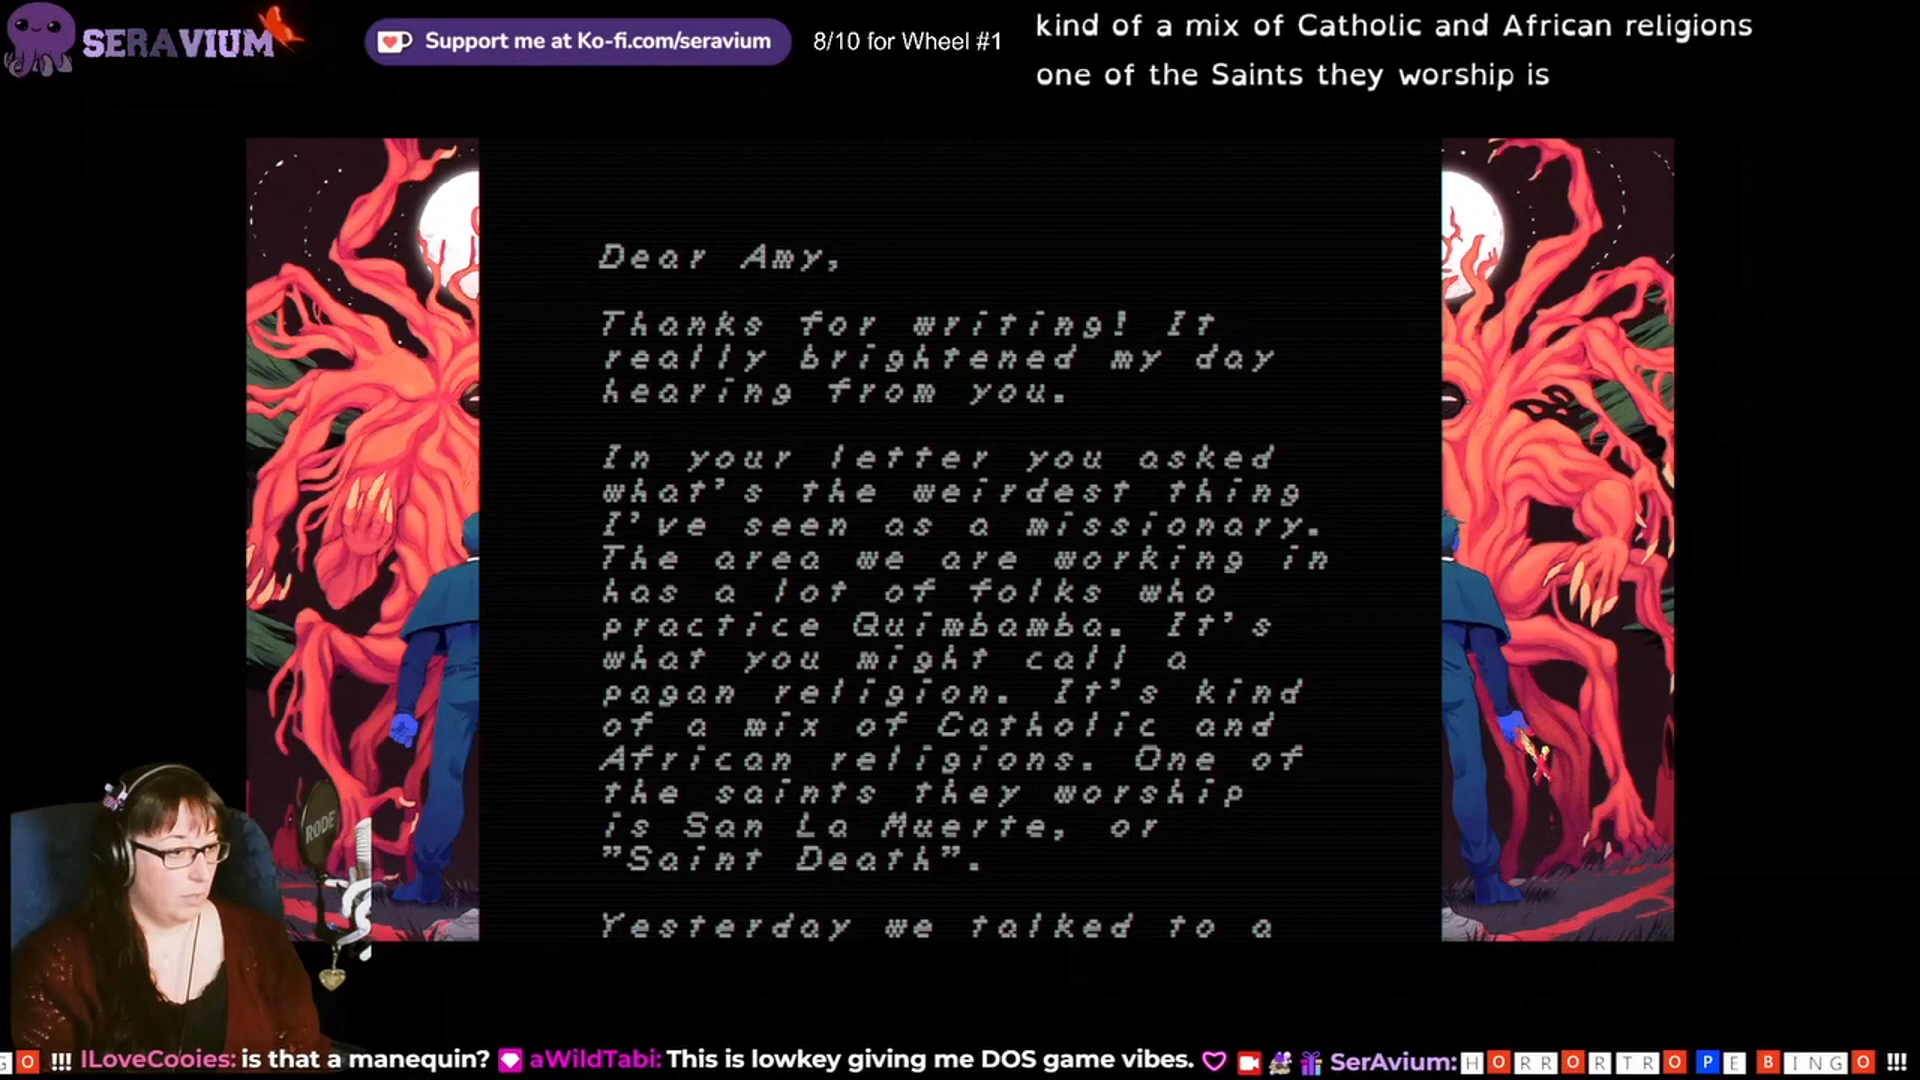 SERAVIUM
Support me at Ko-fi.com/seravium
8/10 for Wheel #1
kind of a mix of Catholic and African religions
one of the Saints they worship is
Dear Amy,
Thanks for writing! It
really brightened my day
hearing from you.
In your letter you asked
what's the weirdest thing
I've seen as a missionary.
The area we are working in
has a lot of folks who
practice Quimbamba. It's
what you might call a
pagan religion. It's kind
of a mix of Catholic and
African religions. One of
the saints they worship
is San La Muerte, or
"Saint Death".
Yesterday we talked to a
RODE
GO !!! ILoveCooies: is that a manequin? aWildTabi: This is lowkey giving me DOS game vibes. SerAvium: HORRORTROPE BINGO !!!